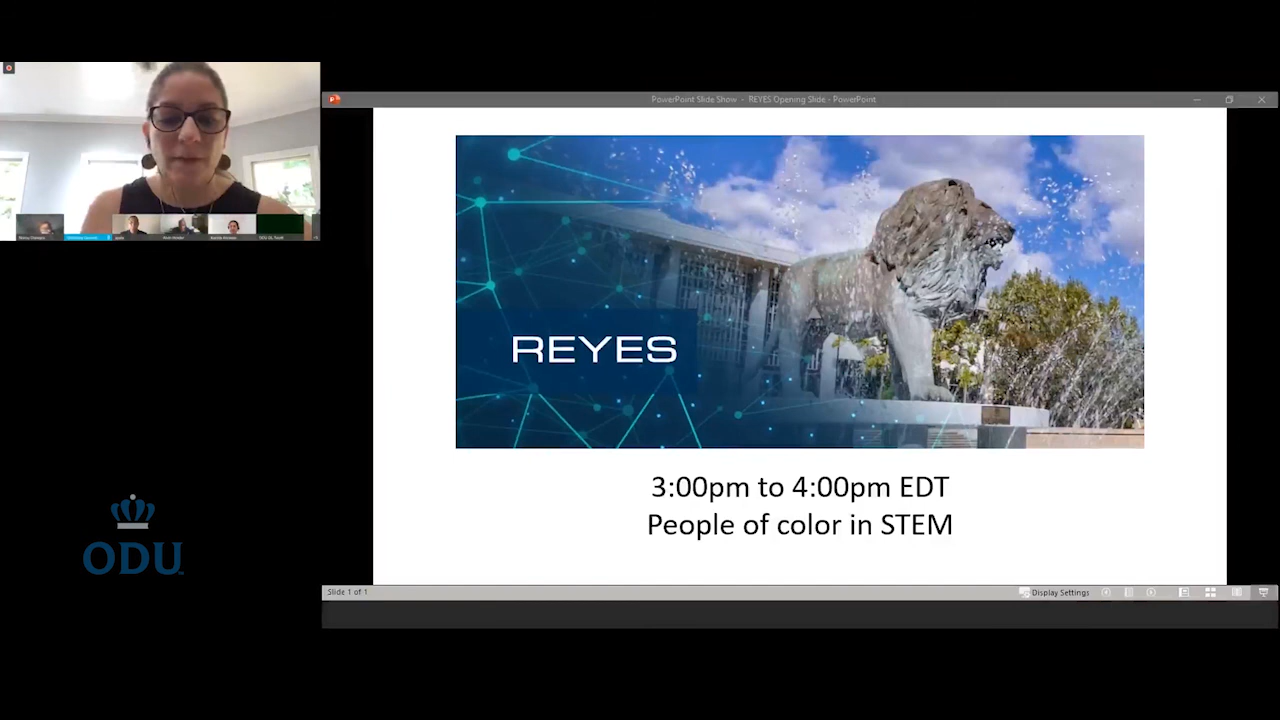 PowerPoint Slide Show - REYES Opening Slide - PowerPoint
REYES
3:00pm to 4:00pm EDT
People of color in STEM
ODU
Slide 1 of 1
Display Settings